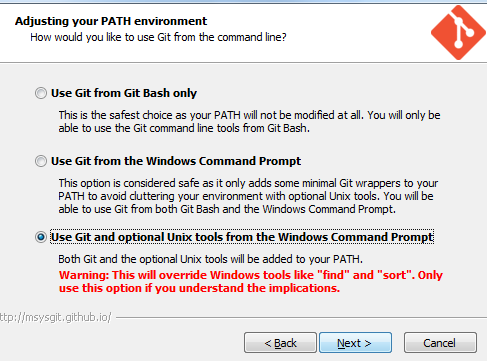 Adjusting your PATH environment
How would you like to use Git from the command line?
Use Git from Git Bash only
This is the safest choice as your PATH will not be modified at all. You will only be
able to use the Git command line tools from Git Bash.
Use Git from the Windows Command Prompt
This option is considered safe as it only adds some minimal Git wrappers to your
PATH to avoid cluttering your environment with optional Unix tools. You will be
able to use Git from both Git Bash and the Windows Command Prompt.
Use Git and optional Unix tools from the Windows Command Prompt
Both Git and the optional Unix tools will be added to your PATH.
Warning: This will override Windows tools like "find" and "sort". Only
use this option if you understand the implications.
ttp://msysgit.github.io/
< Back Next > Cancel